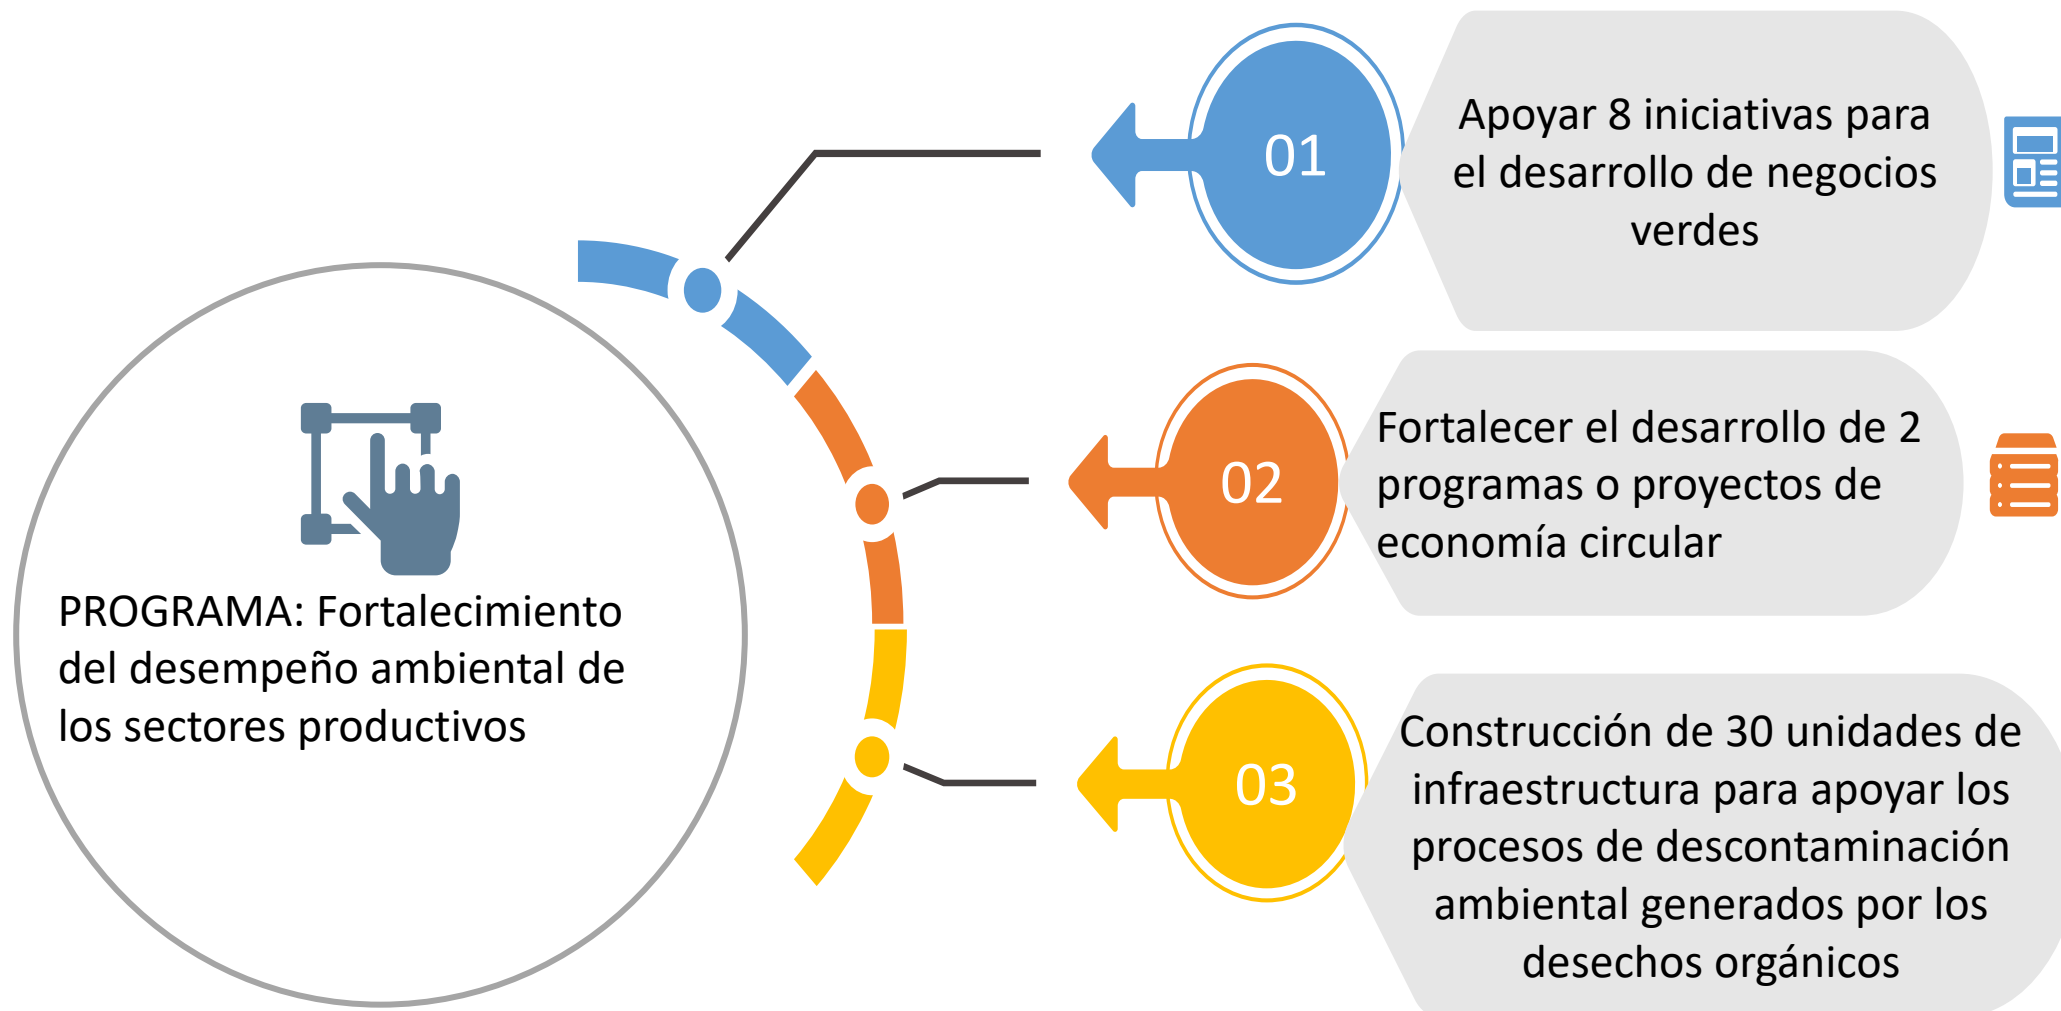 PROGRAMA: Fortalecimiento
del desempeño ambiental de
los sectores productivos
01
Apoyar 8 iniciativas para
el desarrollo de negocios
verdes
02
Fortalecer el desarrollo de 2
programas o proyectos de
economía circular
03
Construcción de 30 unidades de
infraestructura para apoyar los
procesos de descontaminación
ambiental generados por los
desechos orgánicos